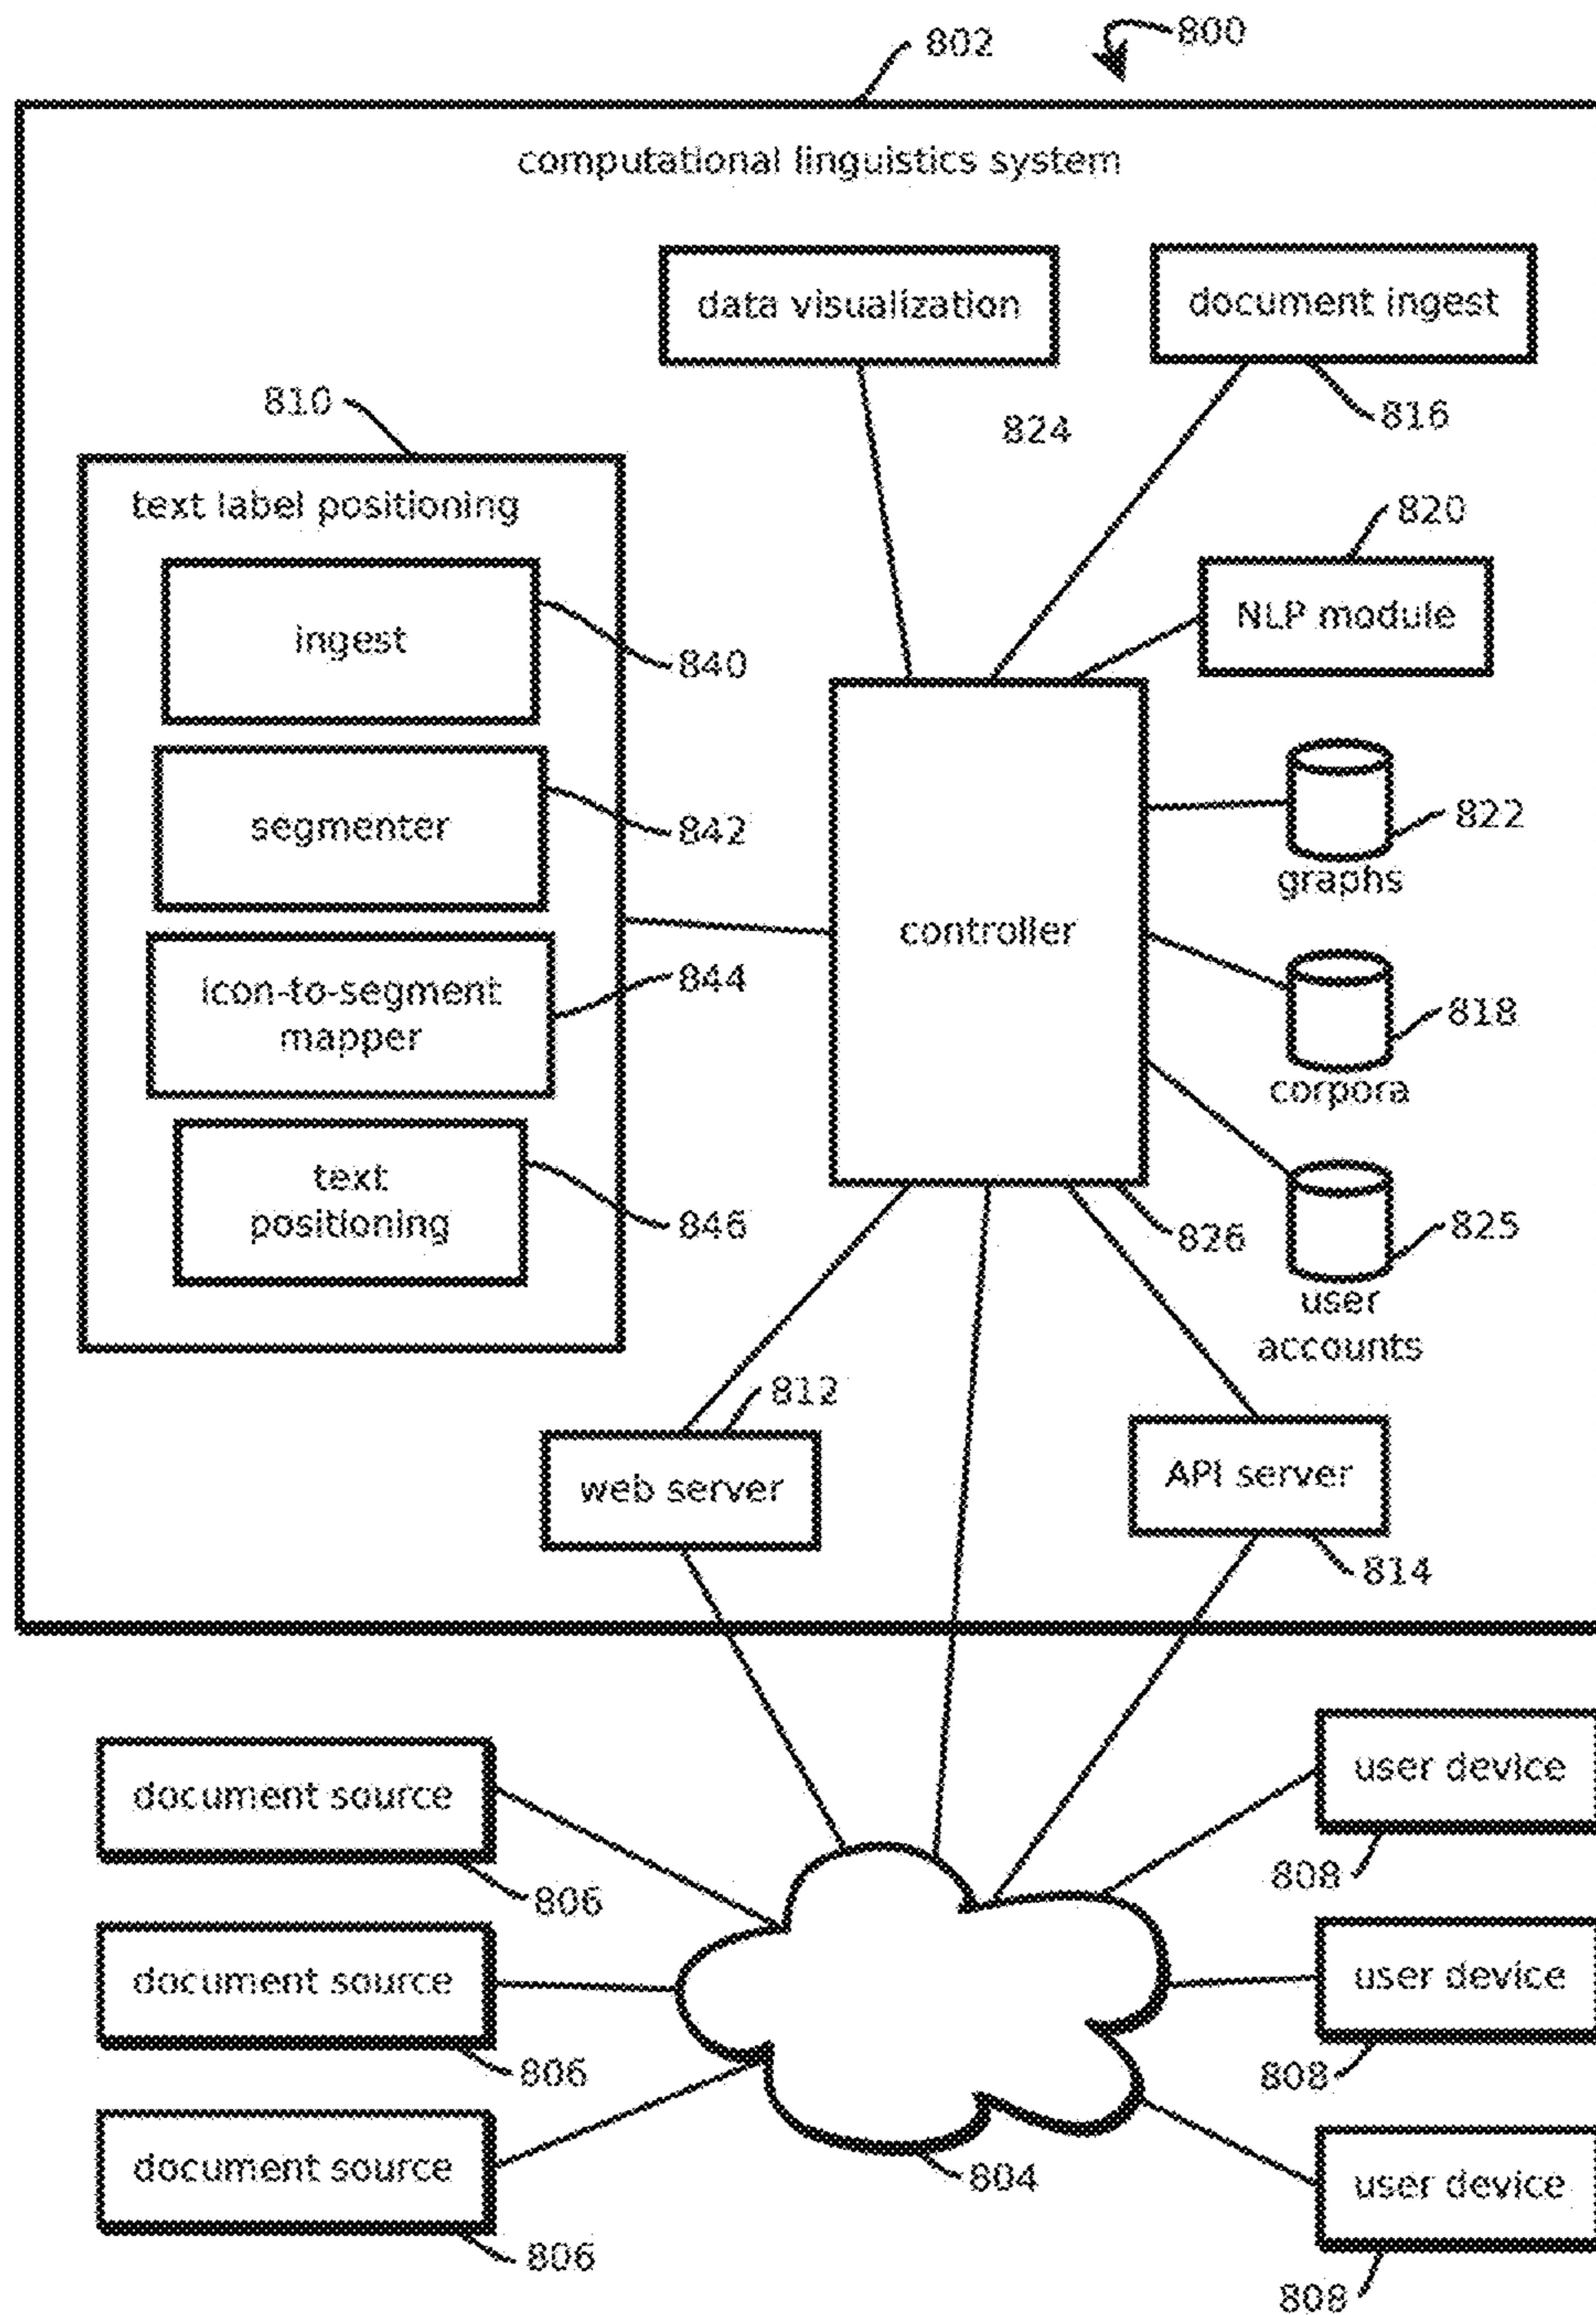 802
800
computational linguistics system
data visualization
document ingest
810
824
816
text label positioning
820
ingest
NLP module
840
segmenter
842
822
graphs
controller
icon-to-segment
mapper
844
818
corpora
text
positioning
846
826
825
user
accounts
812
web server
API server
814
document source
user device
806
808
document source
user device
806
808
document source
804
user device
806
808